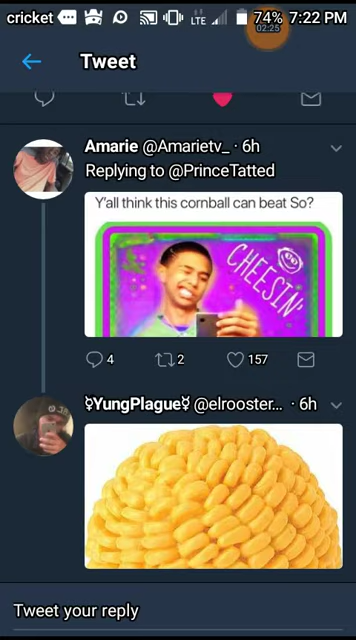 cricket LTE 74% 7:22 PM
02:25
Tweet
Amarie @Amarietv_ · 6h
Replying to @PrinceTatted
Y'all think this cornball can beat So?
CHEESIN'
4 2 157
☿YungPlague☿ @elrooster... · 6h
Tweet your reply